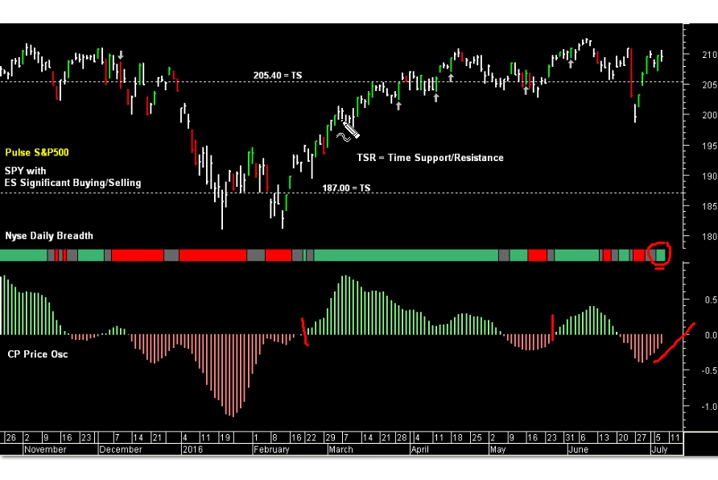 210
205.40 = TS
205
200
195
Pulse S&P500
TSR = Time Support/Resistance
SPY with
190
ES Significant Buying/Selling
187.00 = TS
185
Nyse Daily Breadth
180
0.5
0.0
CP Price Osc
-0.5
-1.0
26 2 9 16 23 7 14 21 4 11 19 1 8 16 22 29 7 14 21 28 4 11 18 25 2 9 16 23 31 6 13 20 27 5 11
November December 2016 February March April May June July